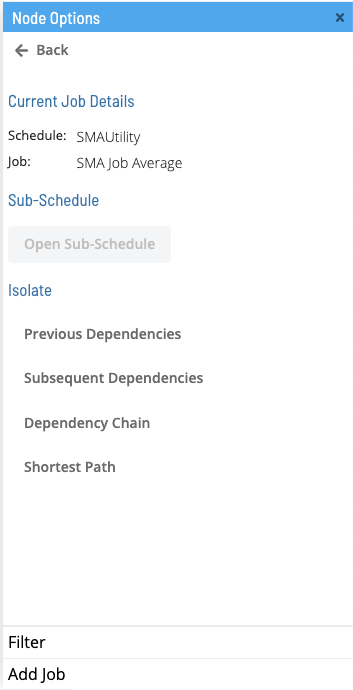 Node Options ×
← Back
Current Job Details
Schedule: SMAUtility
Job: SMA Job Average
Sub-Schedule
Open Sub-Schedule
Isolate
Previous Dependencies
Subsequent Dependencies
Dependency Chain
Shortest Path
Filter
Add Job